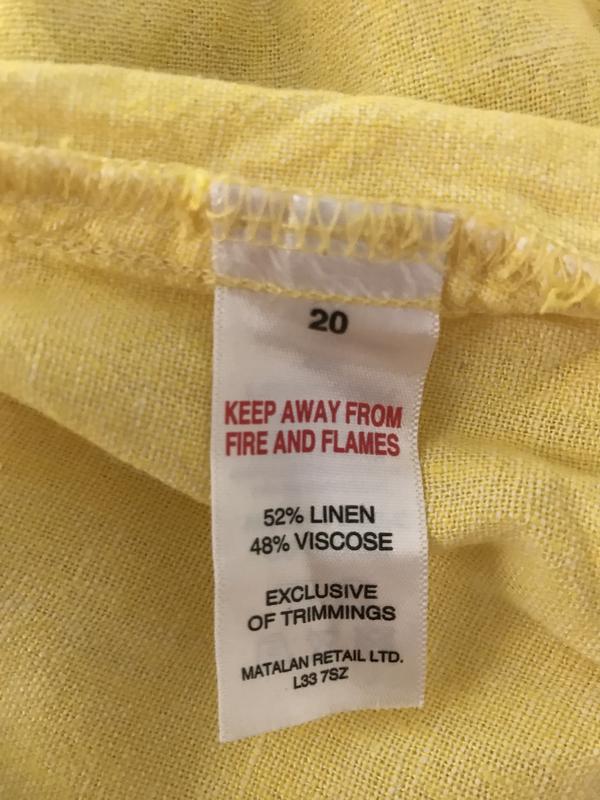 20
KEEP AWAY FROM
FIRE AND FLAMES
52% LINEN
48% VISCOSE
EXCLUSIVE
OF TRIMMINGS
MATALAN RETAIL LTD.
L33 7SZ